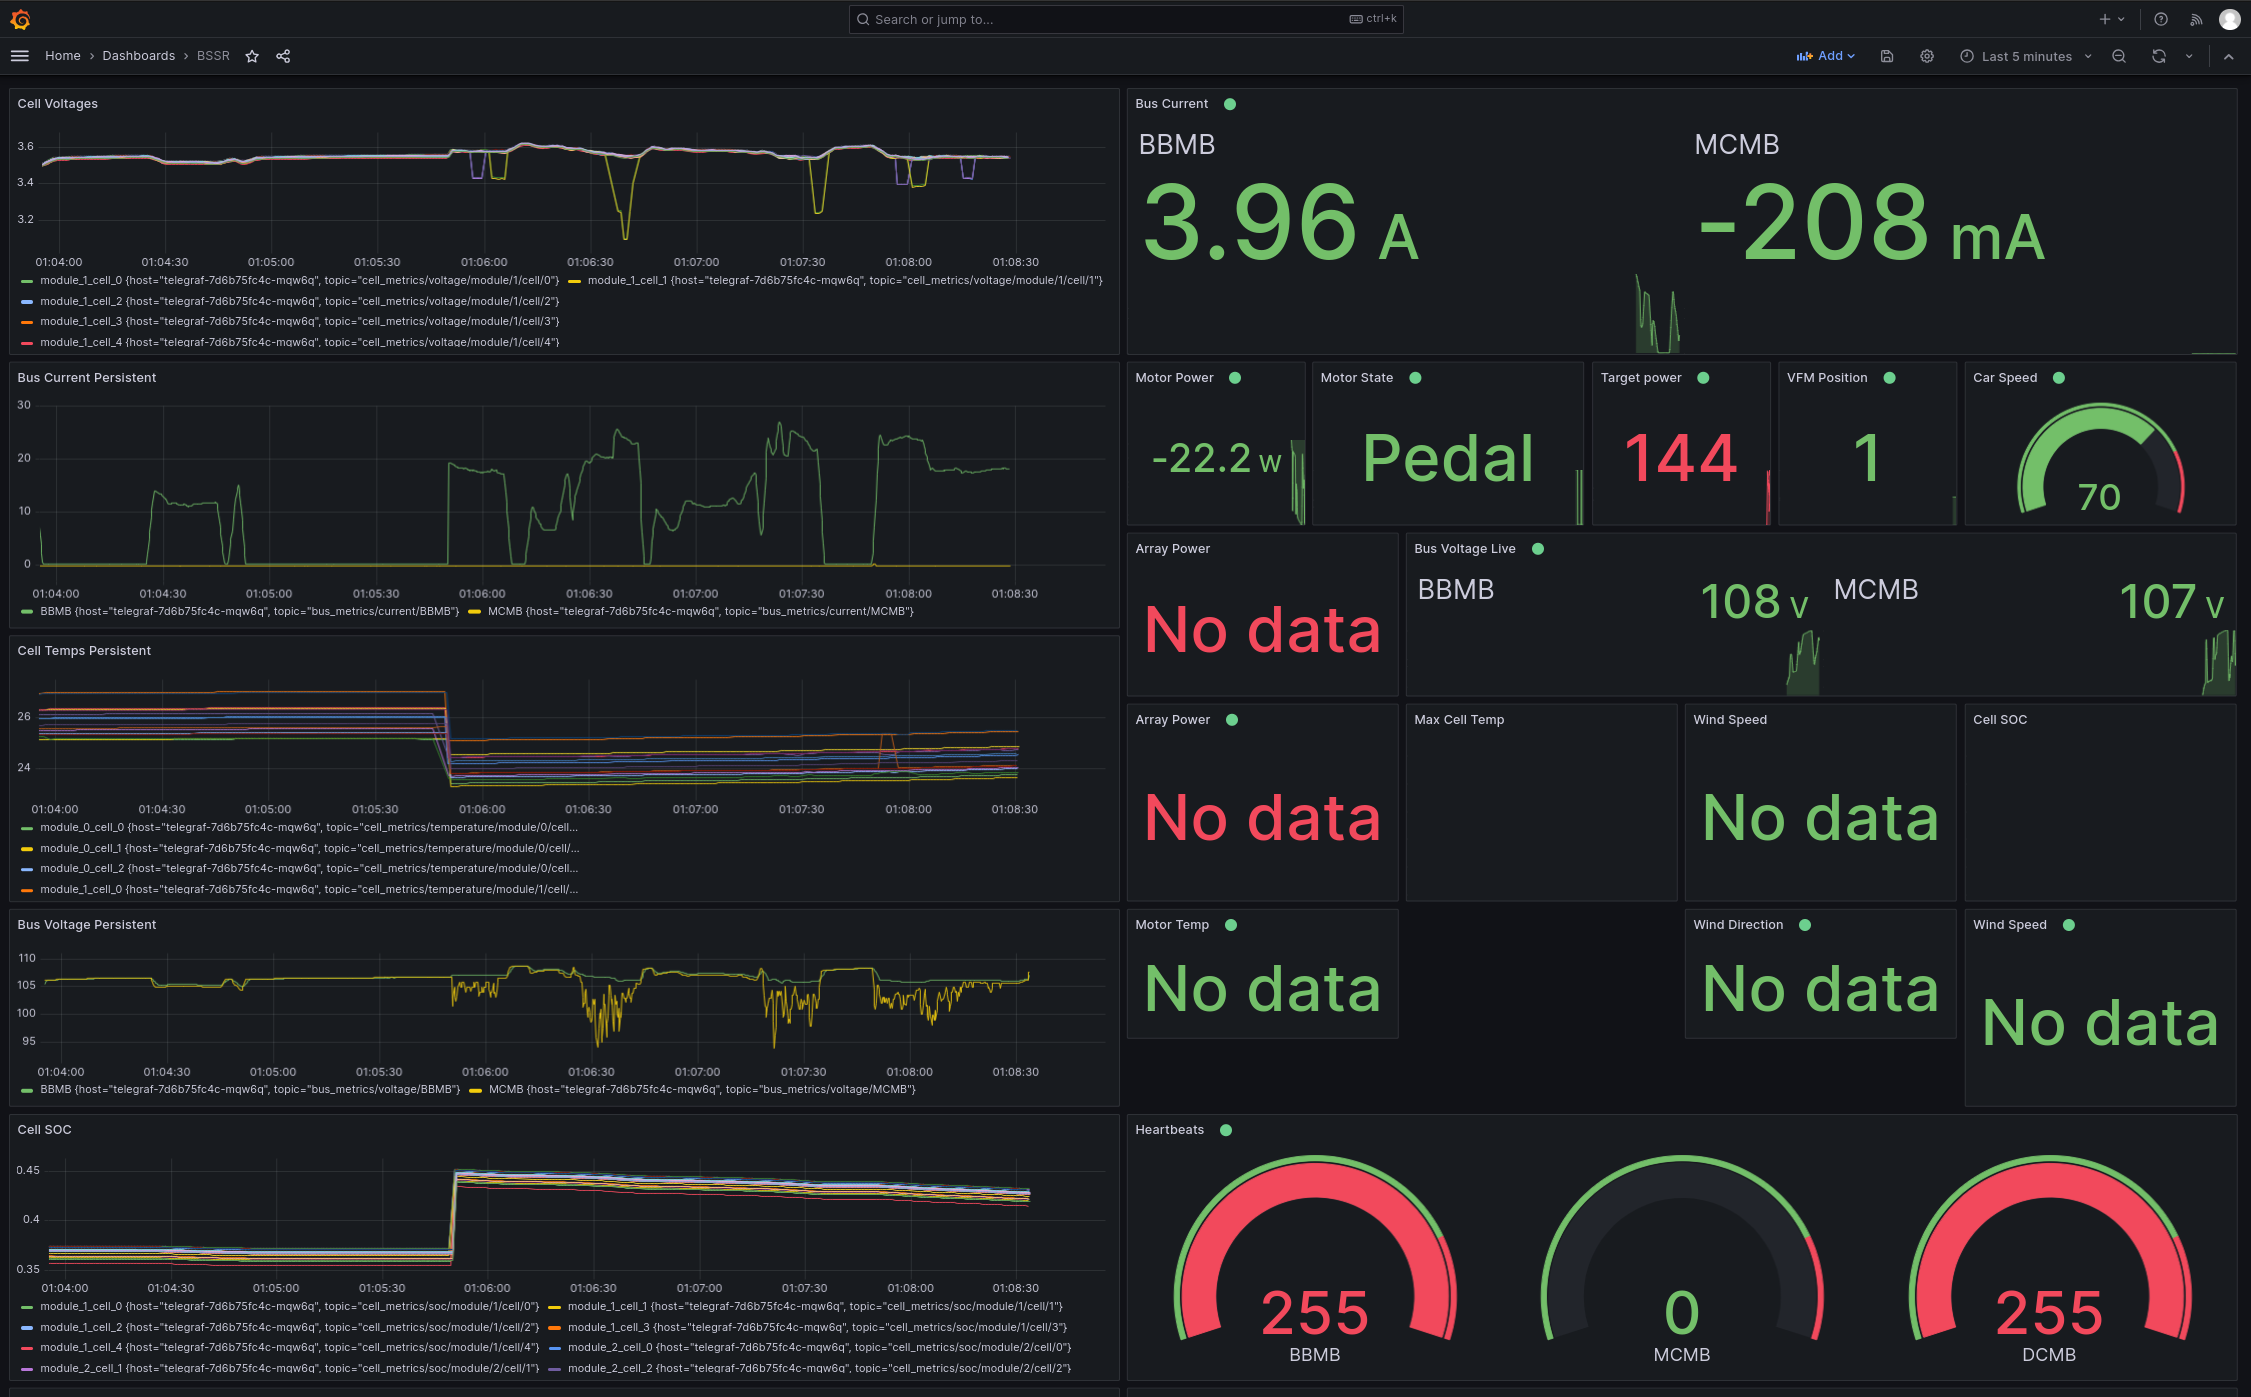 Search or jump to... ctrl+k
Home › Dashboards › BSSR
Add
Last 5 minutes
Cell Voltages
3.6
3.4
3.2
01:04:00 01:04:30 01:05:00 01:05:30 01:06:00 01:06:30 01:07:00 01:07:30 01:08:00 01:08:30
module_1_cell_0 {host="telegraf-7d6b75fc4c-mqw6q", topic="cell_metrics/voltage/module/1/cell/0"} module_1_cell_1 {host="telegraf-7d6b75fc4c-mqw6q", topic="cell_metrics/voltage/module/1/cell/1"}
module_1_cell_2 {host="telegraf-7d6b75fc4c-mqw6q", topic="cell_metrics/voltage/module/1/cell/2"}
module_1_cell_3 {host="telegraf-7d6b75fc4c-mqw6q", topic="cell_metrics/voltage/module/1/cell/3"}
module_1_cell_4 {host="telegraf-7d6b75fc4c-mqw6q", topic="cell_metrics/voltage/module/1/cell/4"}
Bus Current
BBMB MCMB
3.96 A -208 mA
Bus Current Persistent
30
20
10
0
01:04:00 01:04:30 01:05:00 01:05:30 01:06:00 01:06:30 01:07:00 01:07:30 01:08:00 01:08:30
BBMB {host="telegraf-7d6b75fc4c-mqw6q", topic="bus_metrics/current/BBMB"} MCMB {host="telegraf-7d6b75fc4c-mqw6q", topic="bus_metrics/current/MCMB"}
Motor Power
-22.2 W
Motor State
Pedal
Target power
144
VFM Position
1
Car Speed
70
Array Power
No data
Bus Voltage Live
BBMB 108 V MCMB 107 V
Cell Temps Persistent
26
24
01:04:00 01:04:30 01:05:00 01:05:30 01:06:00 01:06:30 01:07:00 01:07:30 01:08:00 01:08:30
module_0_cell_0 {host="telegraf-7d6b75fc4c-mqw6q", topic="cell_metrics/temperature/module/0/cell...
module_0_cell_1 {host="telegraf-7d6b75fc4c-mqw6q", topic="cell_metrics/temperature/module/0/cell/...
module_0_cell_2 {host="telegraf-7d6b75fc4c-mqw6q", topic="cell_metrics/temperature/module/0/cell...
module_1_cell_0 {host="telegraf-7d6b75fc4c-mqw6q", topic="cell_metrics/temperature/module/1/cell/...
Array Power
No data
Max Cell Temp
Wind Speed
No data
Cell SOC
Bus Voltage Persistent
110
105
100
95
01:04:00 01:04:30 01:05:00 01:05:30 01:06:00 01:06:30 01:07:00 01:07:30 01:08:00 01:08:30
BBMB {host="telegraf-7d6b75fc4c-mqw6q", topic="bus_metrics/voltage/BBMB"} MCMB {host="telegraf-7d6b75fc4c-mqw6q", topic="bus_metrics/voltage/MCMB"}
Motor Temp
No data
Wind Direction
No data
Wind Speed
No data
Cell SOC
0.45
0.4
0.35
01:04:00 01:04:30 01:05:00 01:05:30 01:06:00 01:06:30 01:07:00 01:07:30 01:08:00 01:08:30
module_1_cell_0 {host="telegraf-7d6b75fc4c-mqw6q", topic="cell_metrics/soc/module/1/cell/0"} module_1_cell_1 {host="telegraf-7d6b75fc4c-mqw6q", topic="cell_metrics/soc/module/1/cell/1"}
module_1_cell_2 {host="telegraf-7d6b75fc4c-mqw6q", topic="cell_metrics/soc/module/1/cell/2"} module_1_cell_3 {host="telegraf-7d6b75fc4c-mqw6q", topic="cell_metrics/soc/module/1/cell/3"}
module_1_cell_4 {host="telegraf-7d6b75fc4c-mqw6q", topic="cell_metrics/soc/module/1/cell/4"} module_2_cell_0 {host="telegraf-7d6b75fc4c-mqw6q", topic="cell_metrics/soc/module/2/cell/0"}
module_2_cell_1 {host="telegraf-7d6b75fc4c-mqw6q", topic="cell_metrics/soc/module/2/cell/1"} module_2_cell_2 {host="telegraf-7d6b75fc4c-mqw6q", topic="cell_metrics/soc/module/2/cell/2"}
Heartbeats
255 0 255
BBMB MCMB DCMB